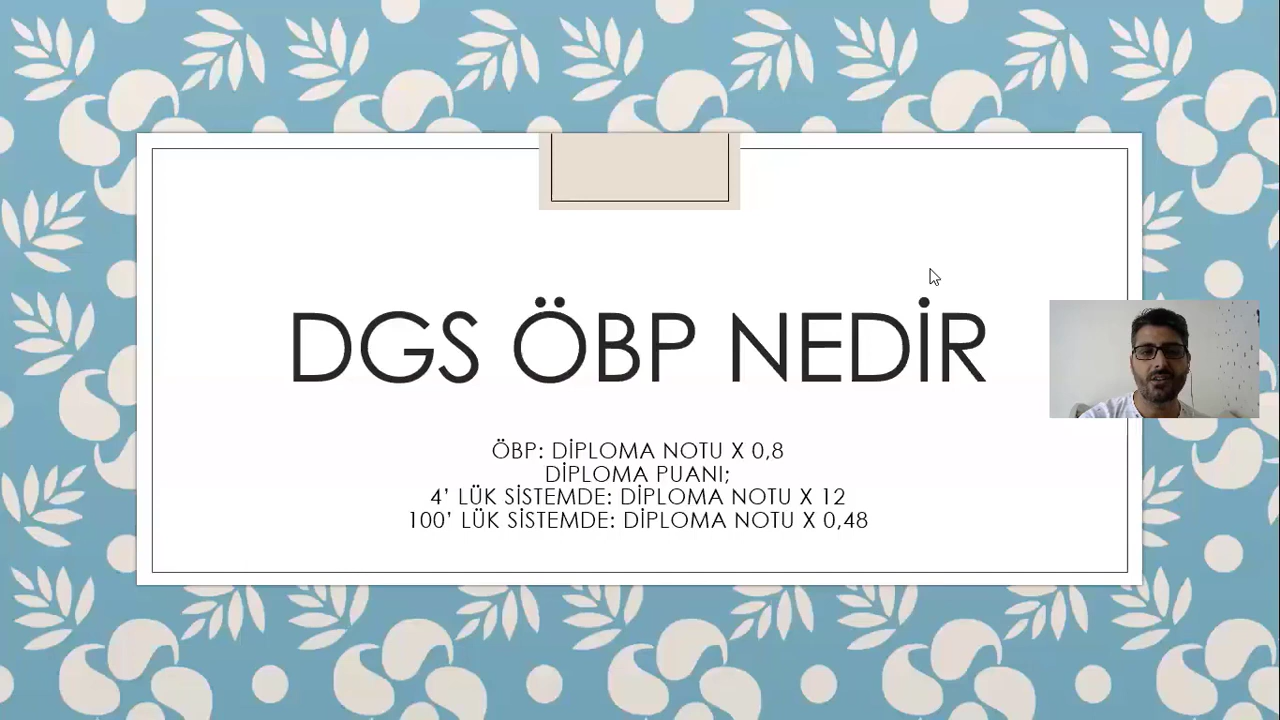 DGS ÖBP NEDİR
ÖBP: DİPLOMA NOTU X 0,8
DİPLOMA PUANI;
4’ LÜK SİSTEMDE: DİPLOMA NOTU X 12
100’ LÜK SİSTEMDE: DİPLOMA NOTU X 0,48